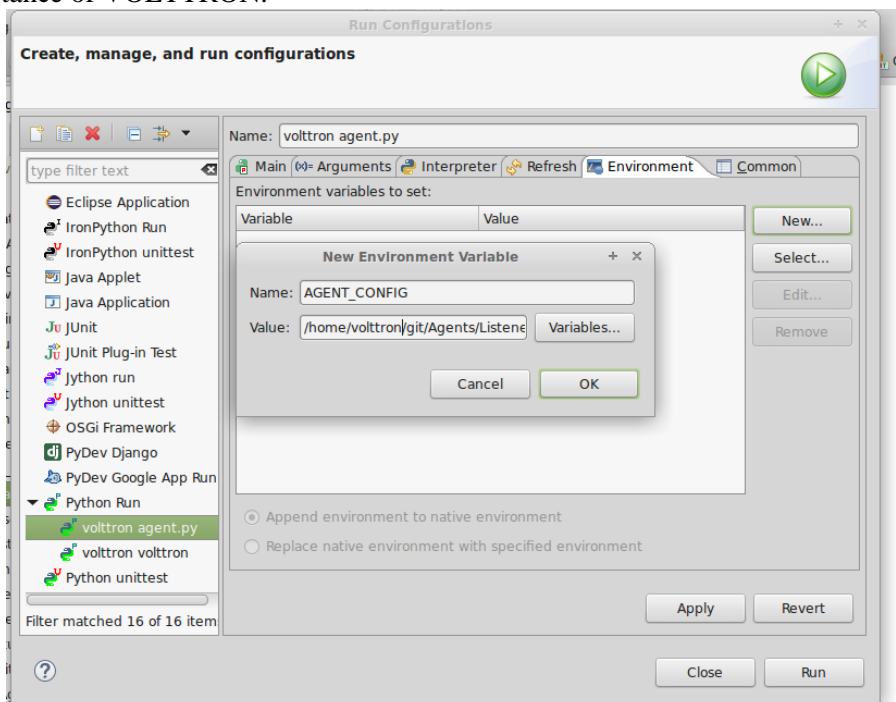 tance of VOLTTRON.
Run Configurations
Create, manage, and run configurations
Name: volttron agent.py
type filter text
Main (x)= Arguments Interpreter Refresh Environment Common
Environment variables to set:
Variable Value
New...
Select...
Edit...
Remove
Eclipse Application
IronPython Run
IronPython unittest
Java Applet
Java Application
JUnit
JUnit Plug-in Test
Jython run
Jython unittest
OSGi Framework
PyDev Django
PyDev Google App Run
Python Run
volttron agent.py
volttron volttron
Python unittest
Filter matched 16 of 16 item
New Environment Variable
Name: AGENT_CONFIG
Value: /home/volttron/git/Agents/Listene Variables...
Cancel OK
Append environment to native environment
Replace native environment with specified environment
Apply Revert
Close Run